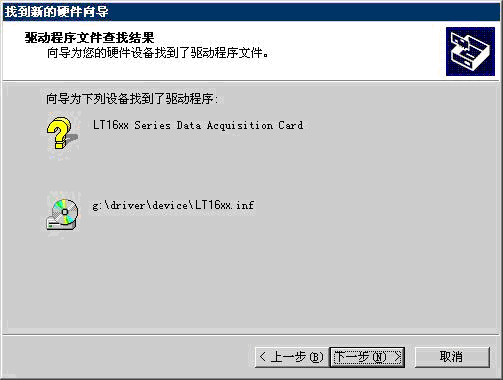 找到新的硬件向导
驱动程序文件查找结果
向导为您的硬件设备找到了驱动程序文件。
向导为下列设备找到了驱动程序:
LT16xx Series Data Acquisition Card
g:\driver\device\LT16xx.inf
< 上一步(B) 下一步(N) > 取消